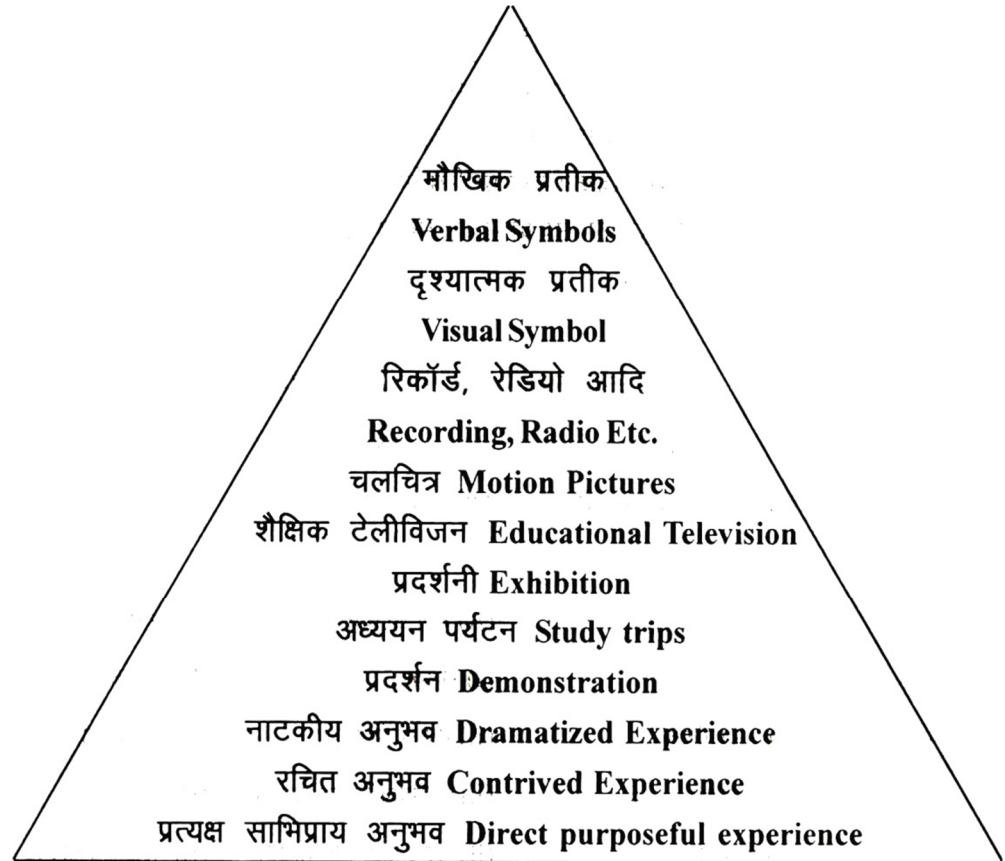 मौखिक प्रतीक
Verbal Symbols
दृश्यात्मक प्रतीक
Visual Symbol
रिकॉर्ड, रेडियो आदि
Recording, Radio Etc.
चलचित्र Motion Pictures
शैक्षिक टेलीविजन Educational Television
प्रदर्शनी Exhibition
अध्ययन पर्यटन Study trips
प्रदर्शन Demonstration
नाटकीय अनुभव Dramatized Experience
रचित अनुभव Contrived Experience
प्रत्यक्ष साभिप्राय अनुभव Direct purposeful experience